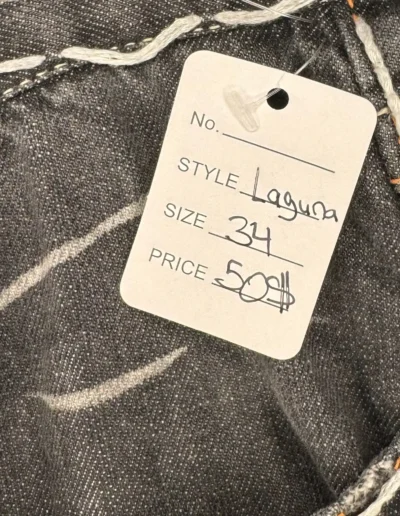 No.
STYLE Laguna
SIZE 34
PRICE 50$